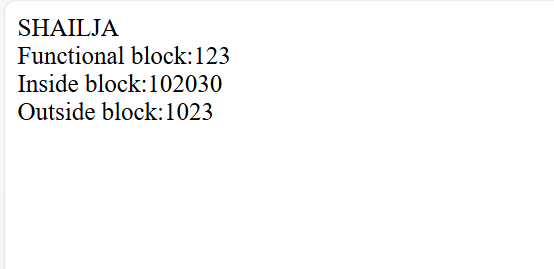 SHAILJA
Functional block:123
Inside block:102030
Outside block:1023